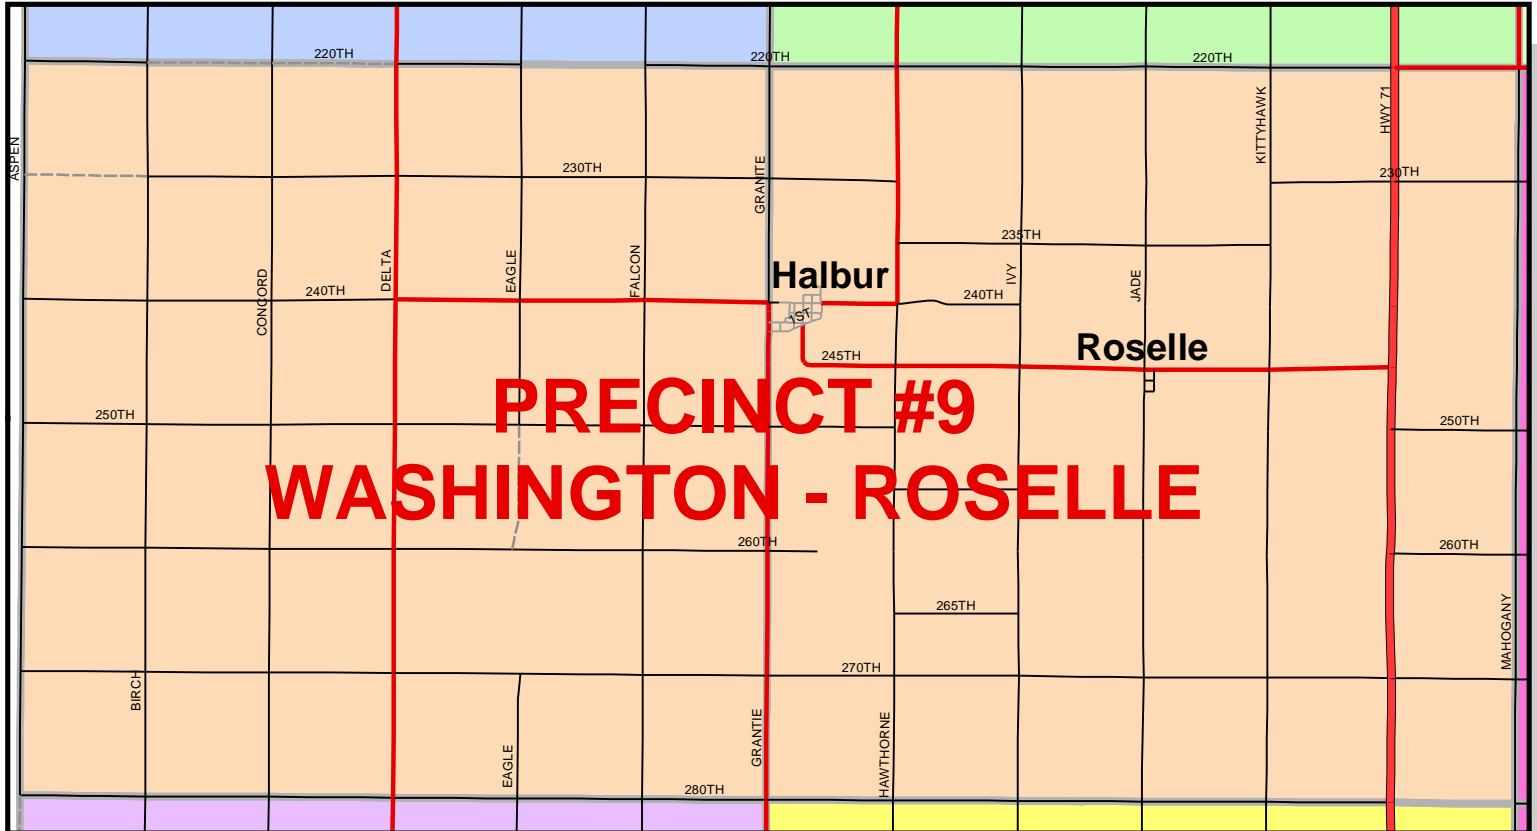 220TH
220TH
220TH
KITTYHAWK
HWY 71
ASPEN
230TH
GRANITE
230TH
235TH
DELTA
EAGLE
FALCON
Halbur
IVY
JADE
CONCORD
240TH
240TH
1ST
Roselle
245TH
PRECINCT #9
250TH
250TH
WASHINGTON - ROSELLE
260TH
260TH
265TH
MAHOGANY
270TH
BIRCH
GRANTIE
HAWTHORNE
EAGLE
280TH